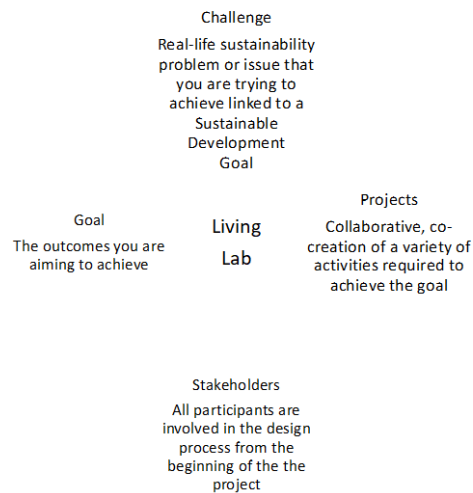 Challenge
Real-life sustainability
problem or issue that
you are trying to
achieve linked to a
Sustainable
Development
Goal
Goal
The outcomes you are
aiming to achieve
Living
Lab
Projects
Collaborative, co-
creation of a variety of
activities required to
achieve the goal
Stakeholders
All participants are
involved in the design
process from the
beginning of the the
project